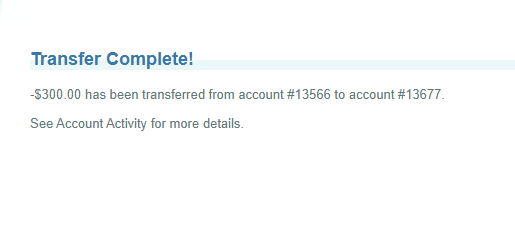 Transfer Complete!
-$300.00 has been transferred from account #13566 to account #13677.
See Account Activity for more details.